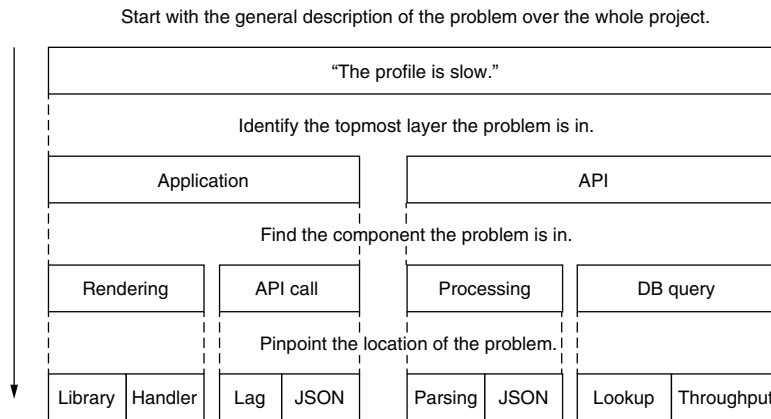 Start with the general description of the problem over the whole project.
“The profile is slow.”
Identify the topmost layer the problem is in.
Application API
Find the component the problem is in.
Rendering API call Processing DB query
Pinpoint the location of the problem.
Library Handler Lag JSON Parsing JSON Lookup Throughput